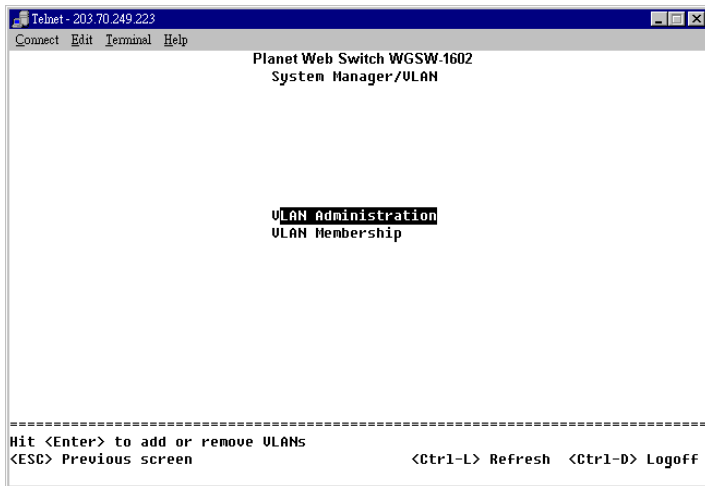 Telnet - 203.70.249.223
Connect Edit Terminal Help
Planet Web Switch WGSW-1602
System Manager/VLAN
VLAN Administration
VLAN Membership
================================================================================
Hit <Enter> to add or remove VLANs
<ESC> Previous screen <Ctrl-L> Refresh <Ctrl-D> Logoff